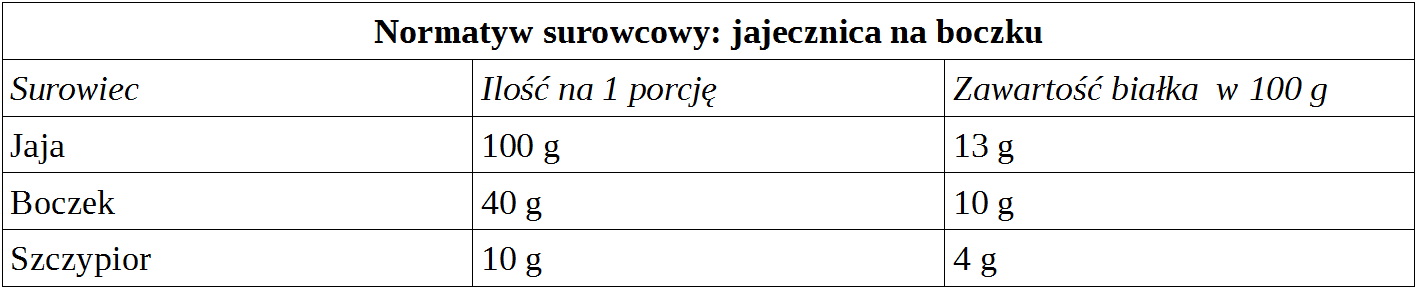 Normatyw surowcowy: jajecznica na boczku
Surowiec Ilość na 1 porcję Zawartość białka w 100 g
Jaja 100 g 13 g
Boczek 40 g 10 g
Szczypior 10 g 4 g